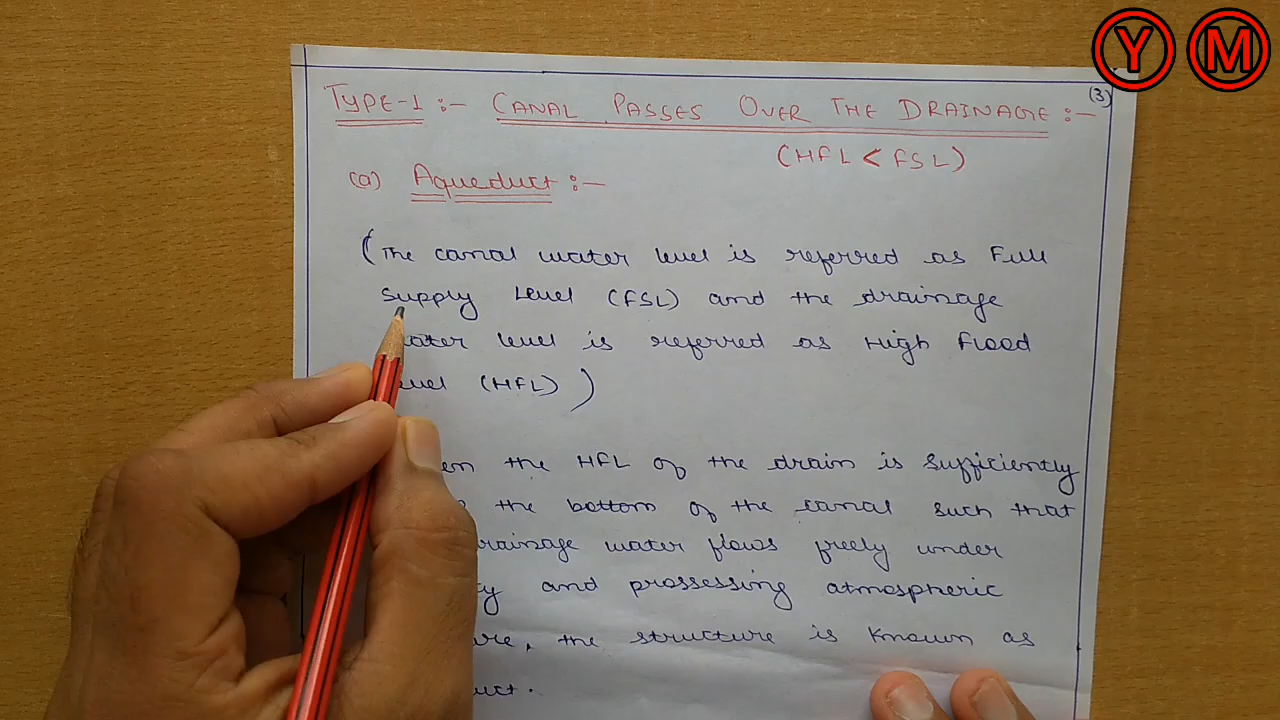 Y M
(3)
TYPE-1 :- CANAL PASSES OVER THE DRAINAGE :-
(HFL < FSL)
(a) Aqueduct :-
(The canal water level is referred as Full
Supply Level (FSL) and the drainage
water level is referred as High Flood
Level (HFL) )
the HFL of the drain is sufficiently
the bottom of the canal such that
drainage water flows freely under
and prossessing atmospheric
the structure is known as